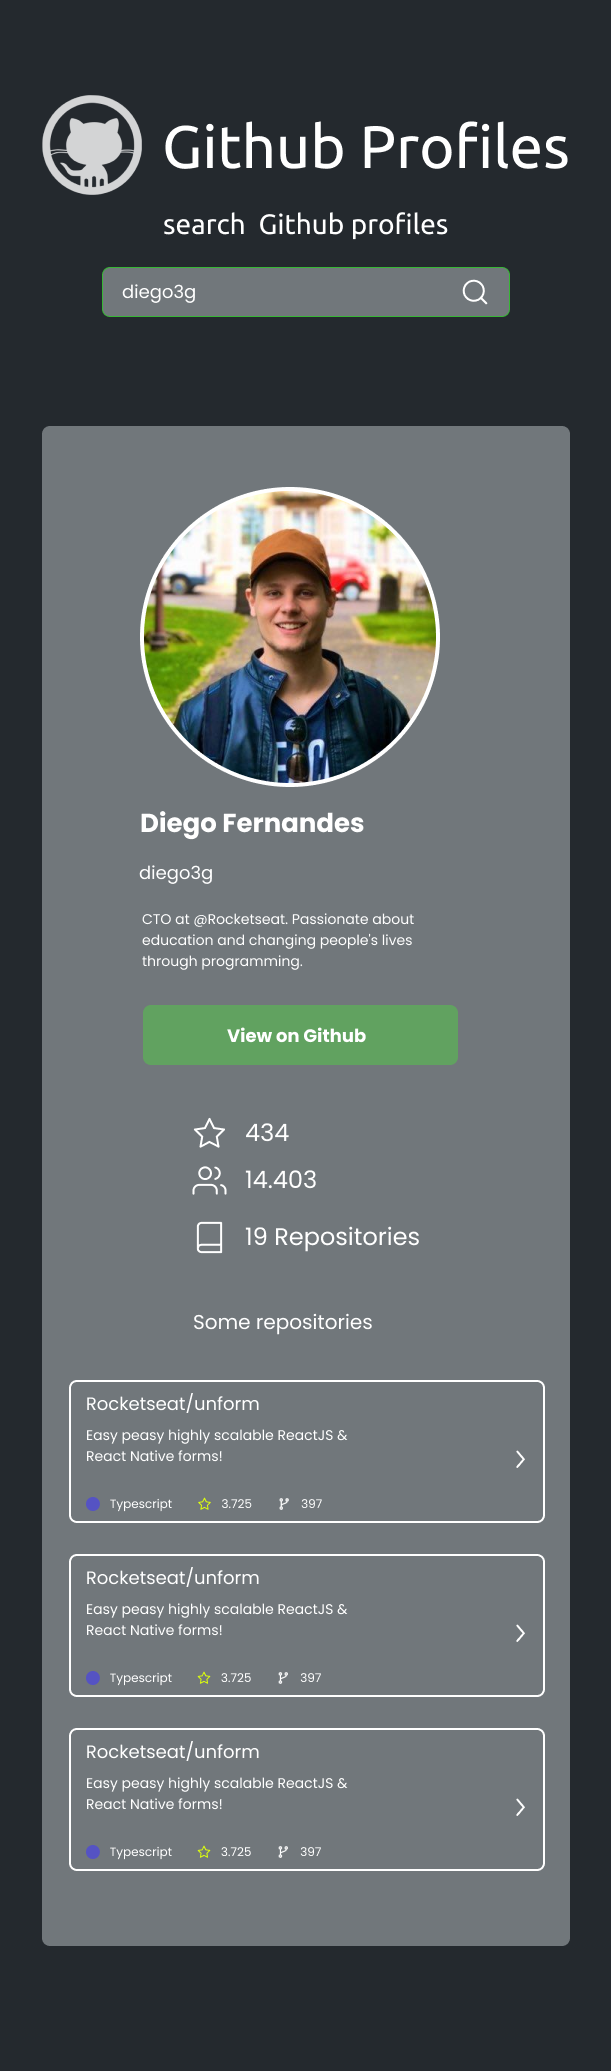 Github Profiles
search Github profiles
diego3g
Diego Fernandes
diego3g
CTO at @Rocketseat. Passionate about
education and changing people's lives
through programming.
View on Github
434
14.403
19 Repositories
Some repositories
Rocketseat/unform
Easy peasy highly scalable ReactJS &
React Native forms!
Typescript 3.725 397
Rocketseat/unform
Easy peasy highly scalable ReactJS &
React Native forms!
Typescript 3.725 397
Rocketseat/unform
Easy peasy highly scalable ReactJS &
React Native forms!
Typescript 3.725 397